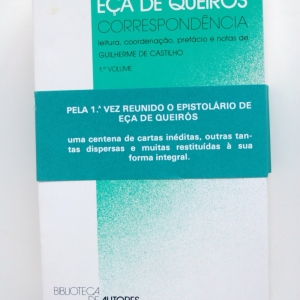 EÇA DE QUEIRÓS
CORRESPONDÊNCIA
leitura, coordenação, prefácio e notas de
GUILHERME DE CASTILHO
1.º VOLUME
PELA 1.ª VEZ REUNIDO O EPISTOLÁRIO DE
EÇA DE QUEIRÓS
uma centena de cartas inéditas, outras tan-
tas dispersas e muitas restituídas à sua
forma integral.
BIBLIOTECA
DE AUTORES